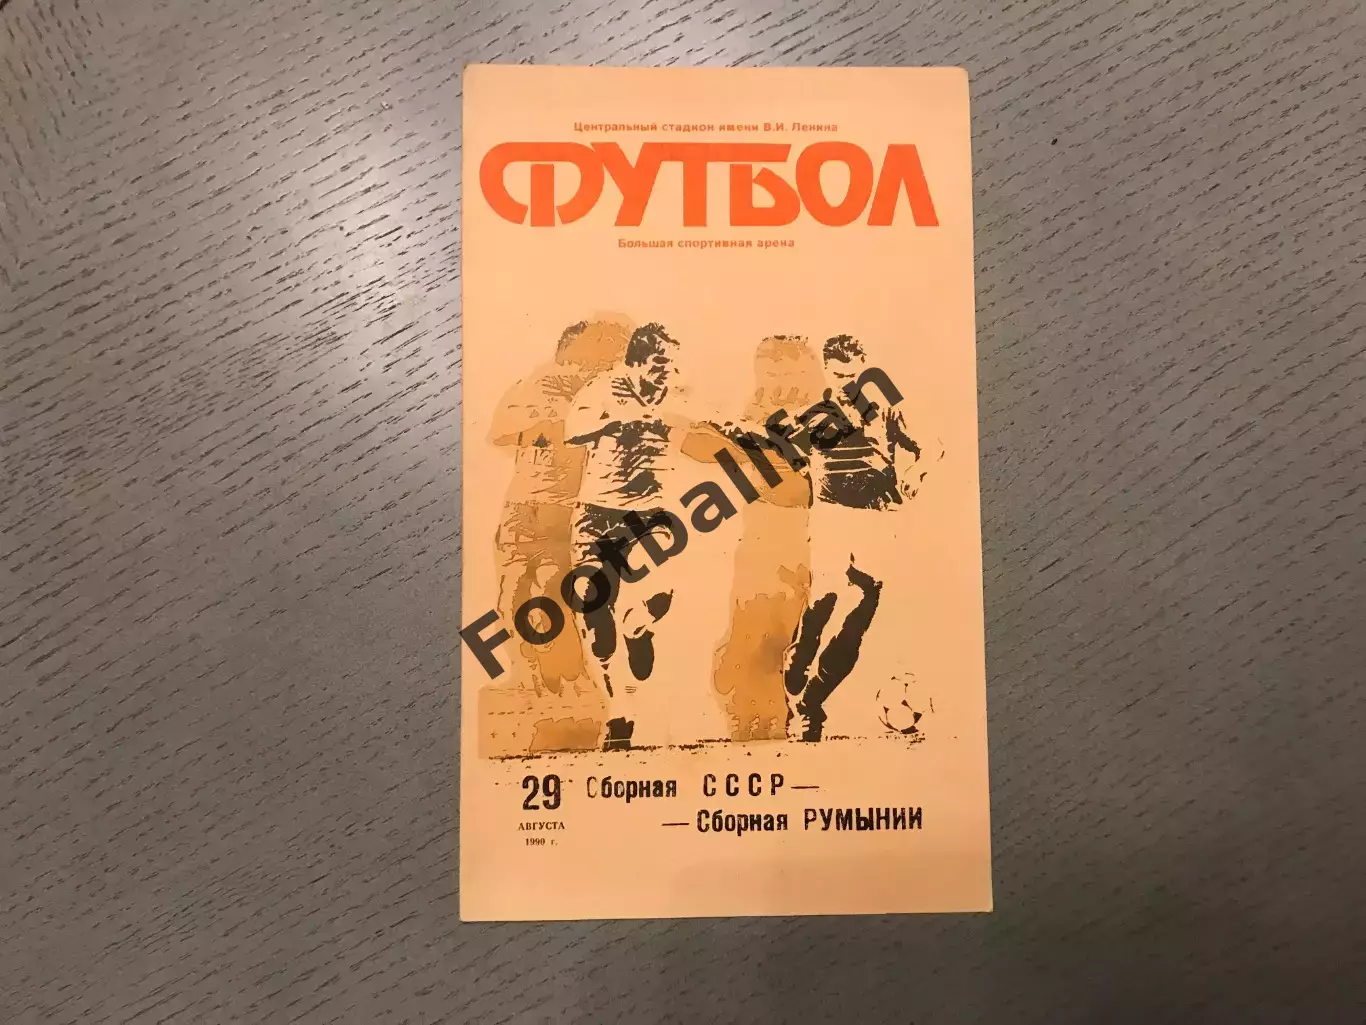 Центральный стадион имени В.И. Ленина
ФУТБОЛ
Большая спортивная арена
Footballfan
29 Сборная СССР—
АВГУСТА —Сборная РУМЫНИИ
1990 г.